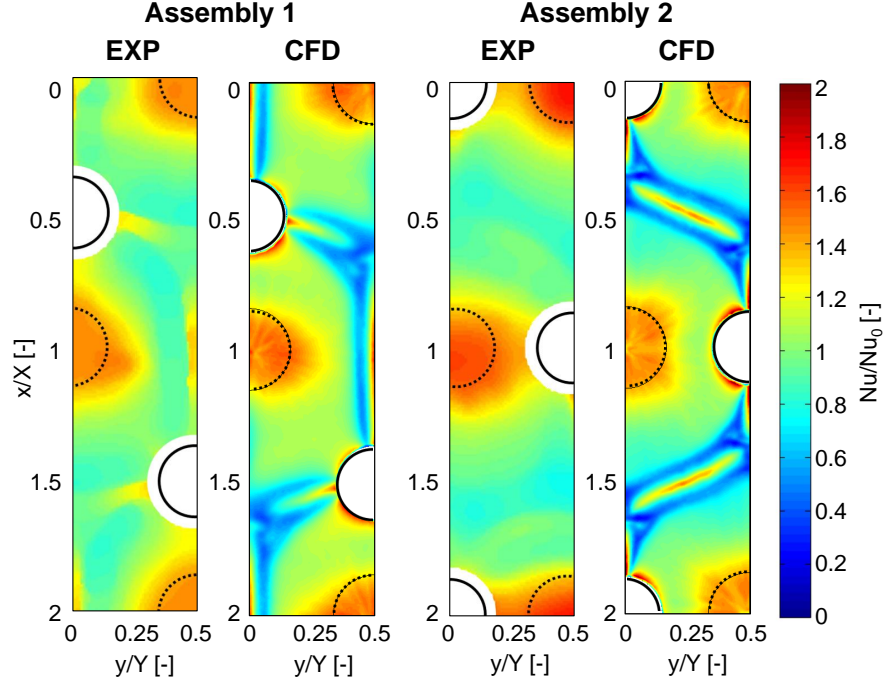 Assembly 1 Assembly 2
EXP CFD EXP CFD
0 0 0 0 2
1.8
1.6
0.5 0.5 0.5 0.5 1.4
1.2
x/X [-] 1 1 1 1 1 Nu/Nu0 [-]
0.8
1.5 1.5 1.5 1.5 0.6
0.4
0.2
2 2 2 2 0
0 0.25 0.5 0 0.25 0.5 0 0.25 0.5 0 0.25 0.5
y/Y [-] y/Y [-] y/Y [-] y/Y [-]